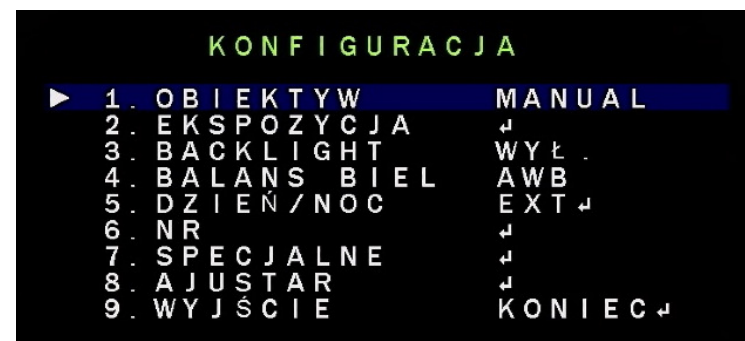 KONFIGURACJA
▶ 1. OBIEKTYW MANUAL
2. EKSPOZYCJA ↲
3. BACKLIGHT WYŁ.
4. BALANS BIEL AWB
5. DZIEŃ/NOC EXT↲
6. NR ↲
7. SPECJALNE ↲
8. AJUSTAR ↲
9. WYJŚCIE KONIEC↲